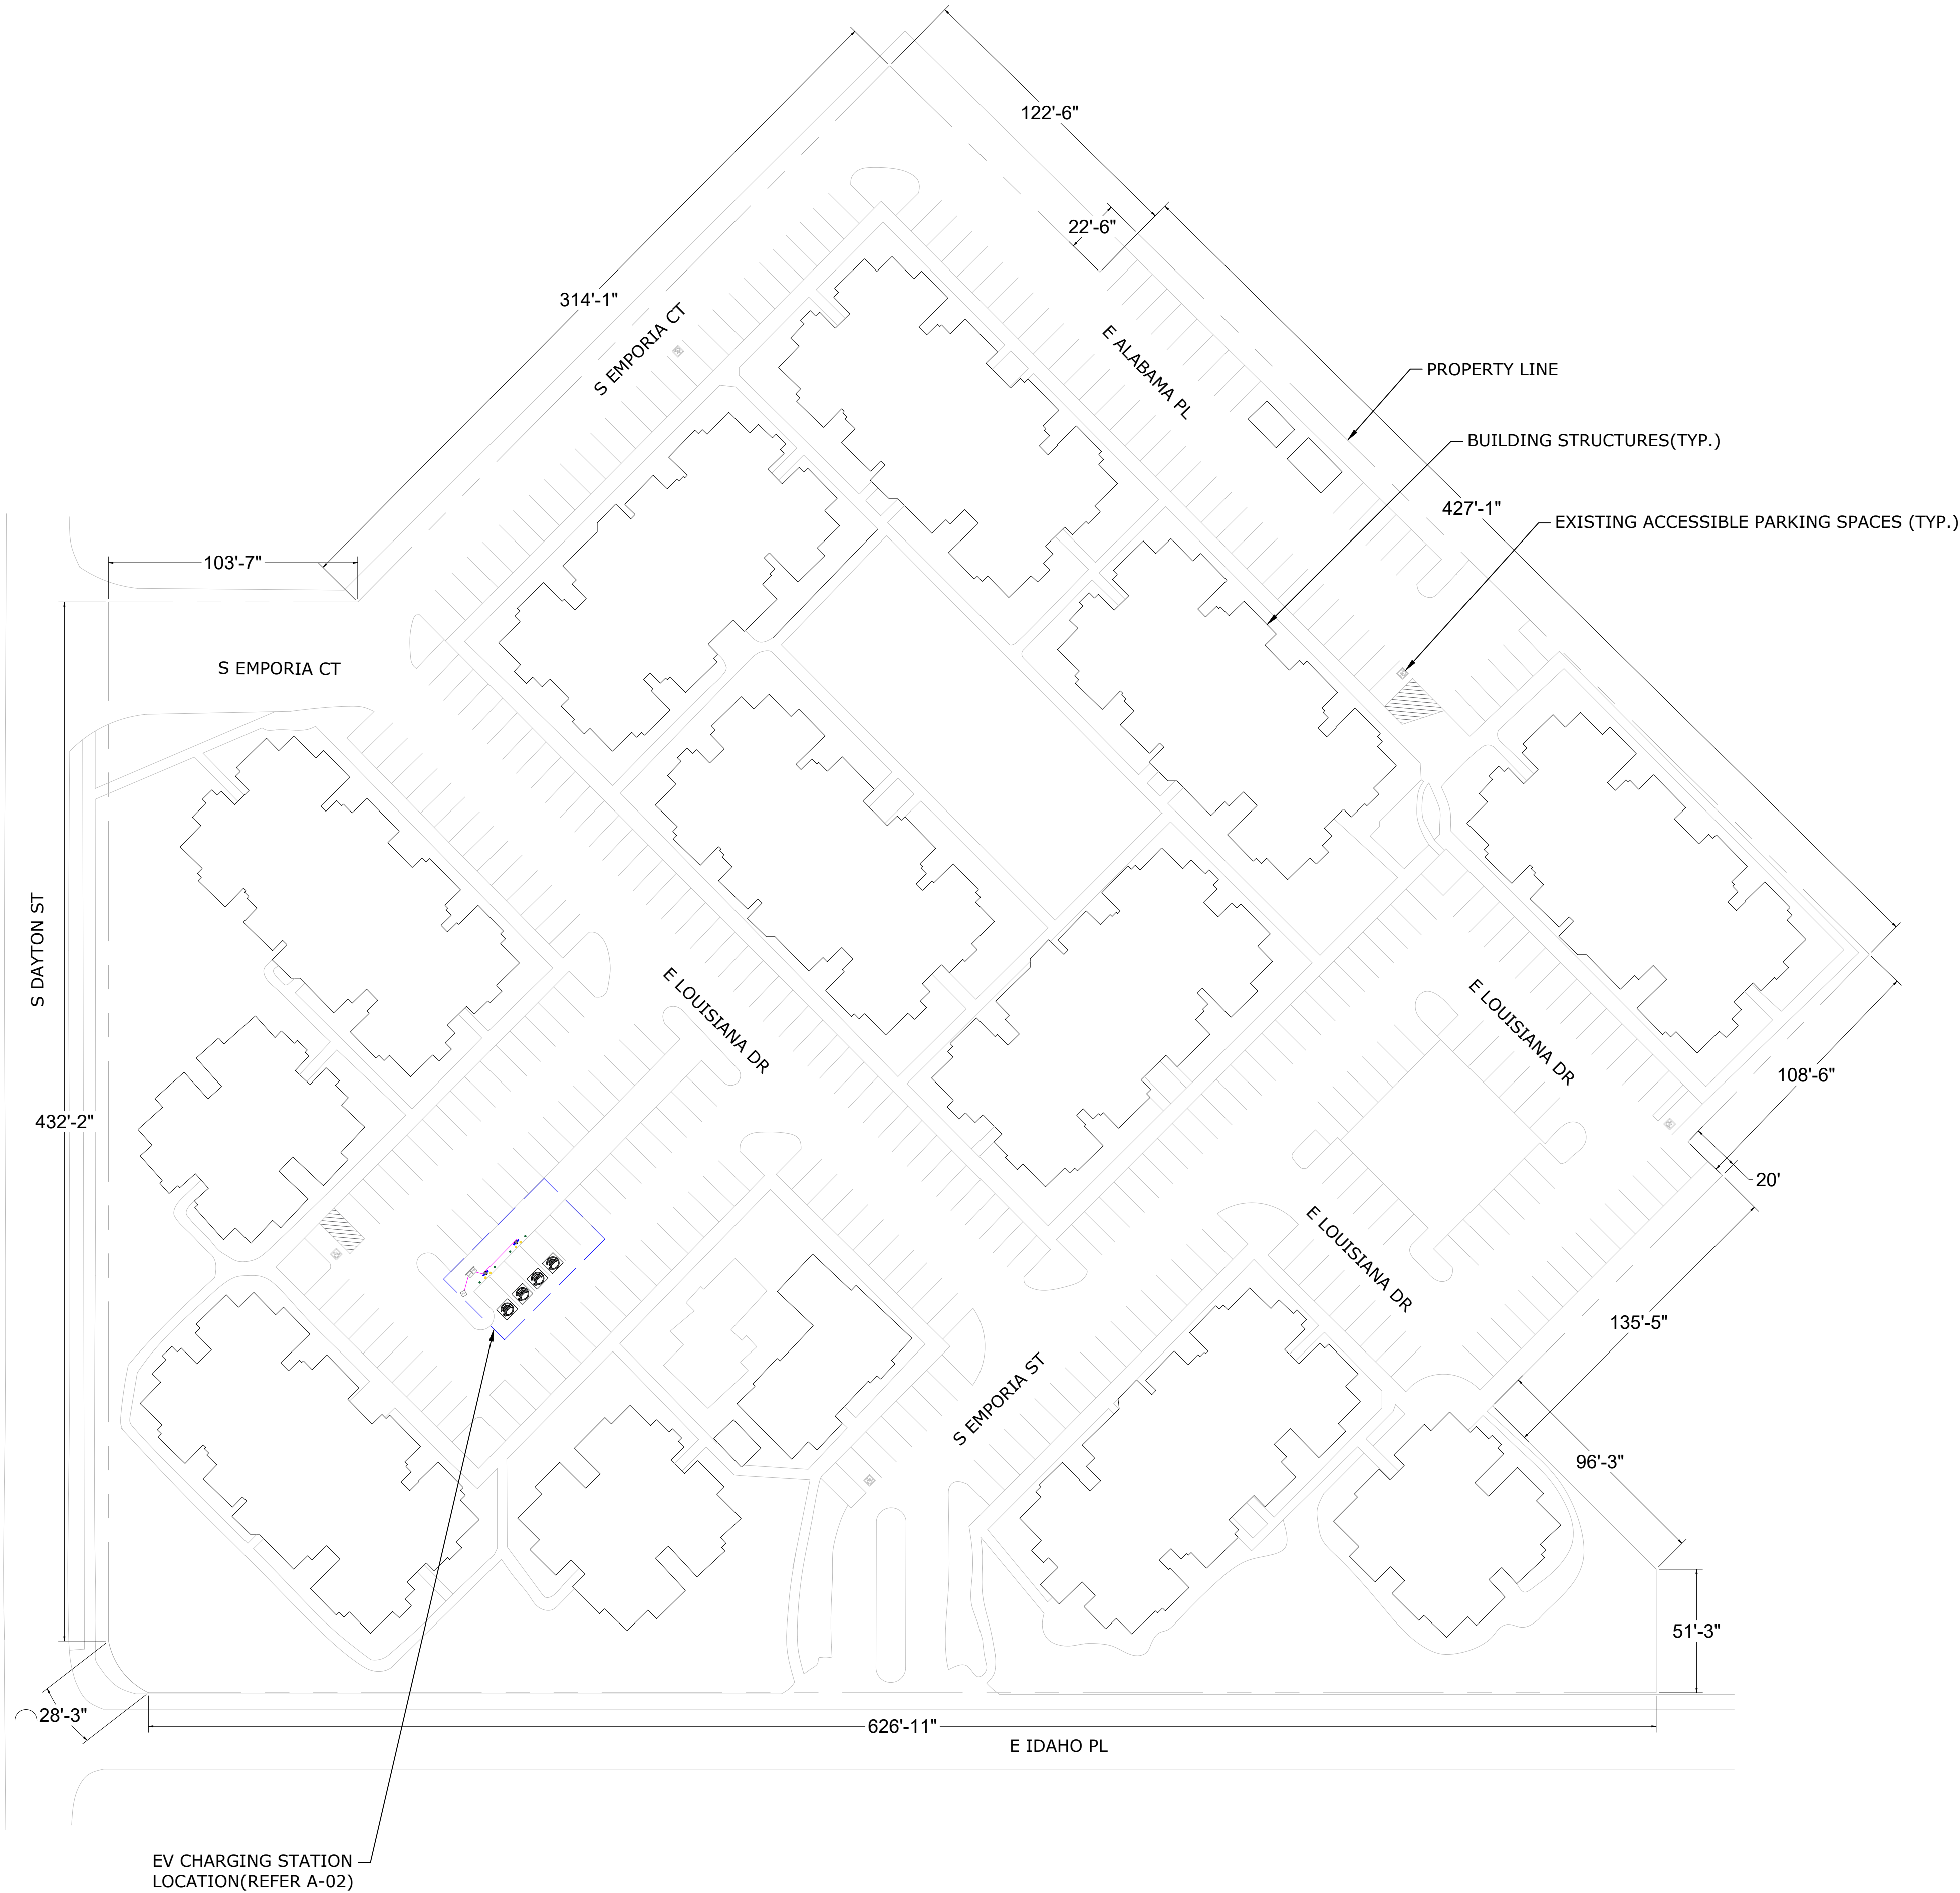 122'-6"
22'-6"
314'-1"
S EMPORIA CT
E ALABAMA PL
PROPERTY LINE
BUILDING STRUCTURES(TYP.)
427'-1"
EXISTING ACCESSIBLE PARKING SPACES (TYP.)
103'-7"
S EMPORIA CT
S DAYTON ST
E LOUISIANA DR
E LOUISIANA DR
108'-6"
432'-2"
20'
E LOUISIANA DR
135'-5"
S EMPORIA ST
96'-3"
51'-3"
28'-3"
626'-11"
E IDAHO PL
EV CHARGING STATION
LOCATION(REFER A-02)